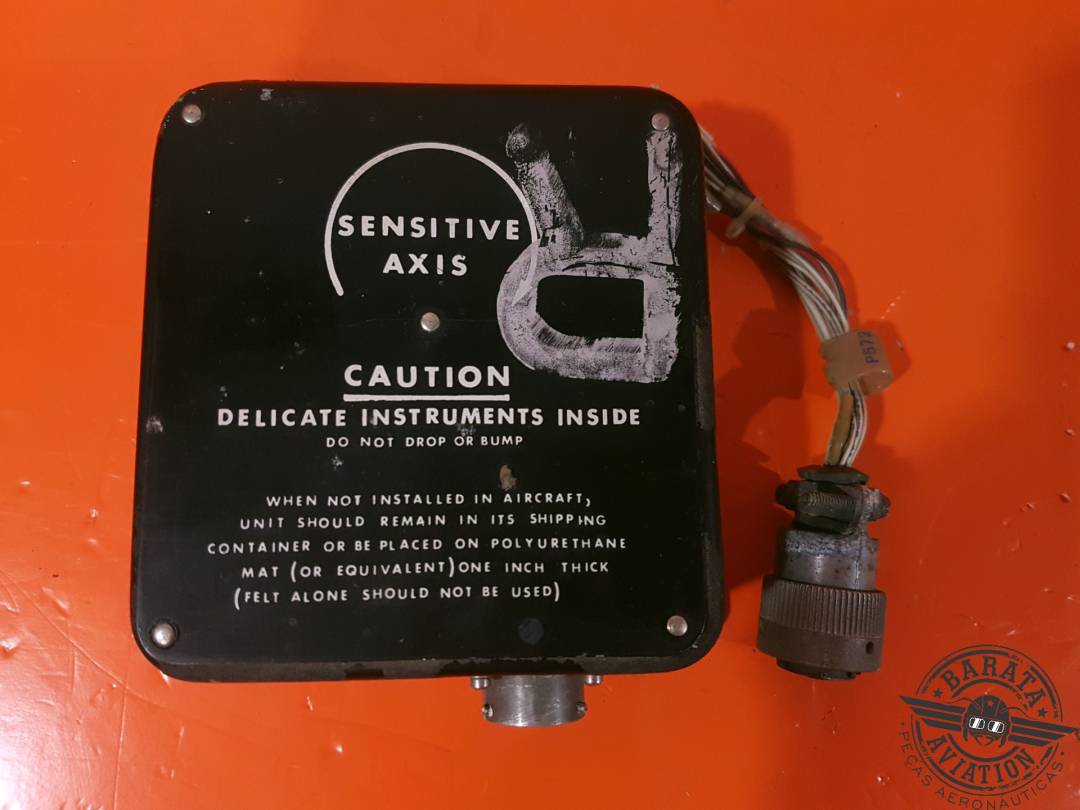 SENSITIVE
AXIS
R
CAUTION
DELICATE INSTRUMENTS INSIDE
DO NOT DROP OR BUMP
WHEN NOT INSTALLED IN AIRCRAFT,
UNIT SHOULD REMAIN IN ITS SHIPPING
CONTAINER OR BE PLACED ON POLYURETHANE
MAT (OR EQUIVALENT) ONE INCH THICK
(FELT ALONE SHOULD NOT BE USED)
P572
BARATA
AVIATION
PEÇAS AERONÁUTICAS